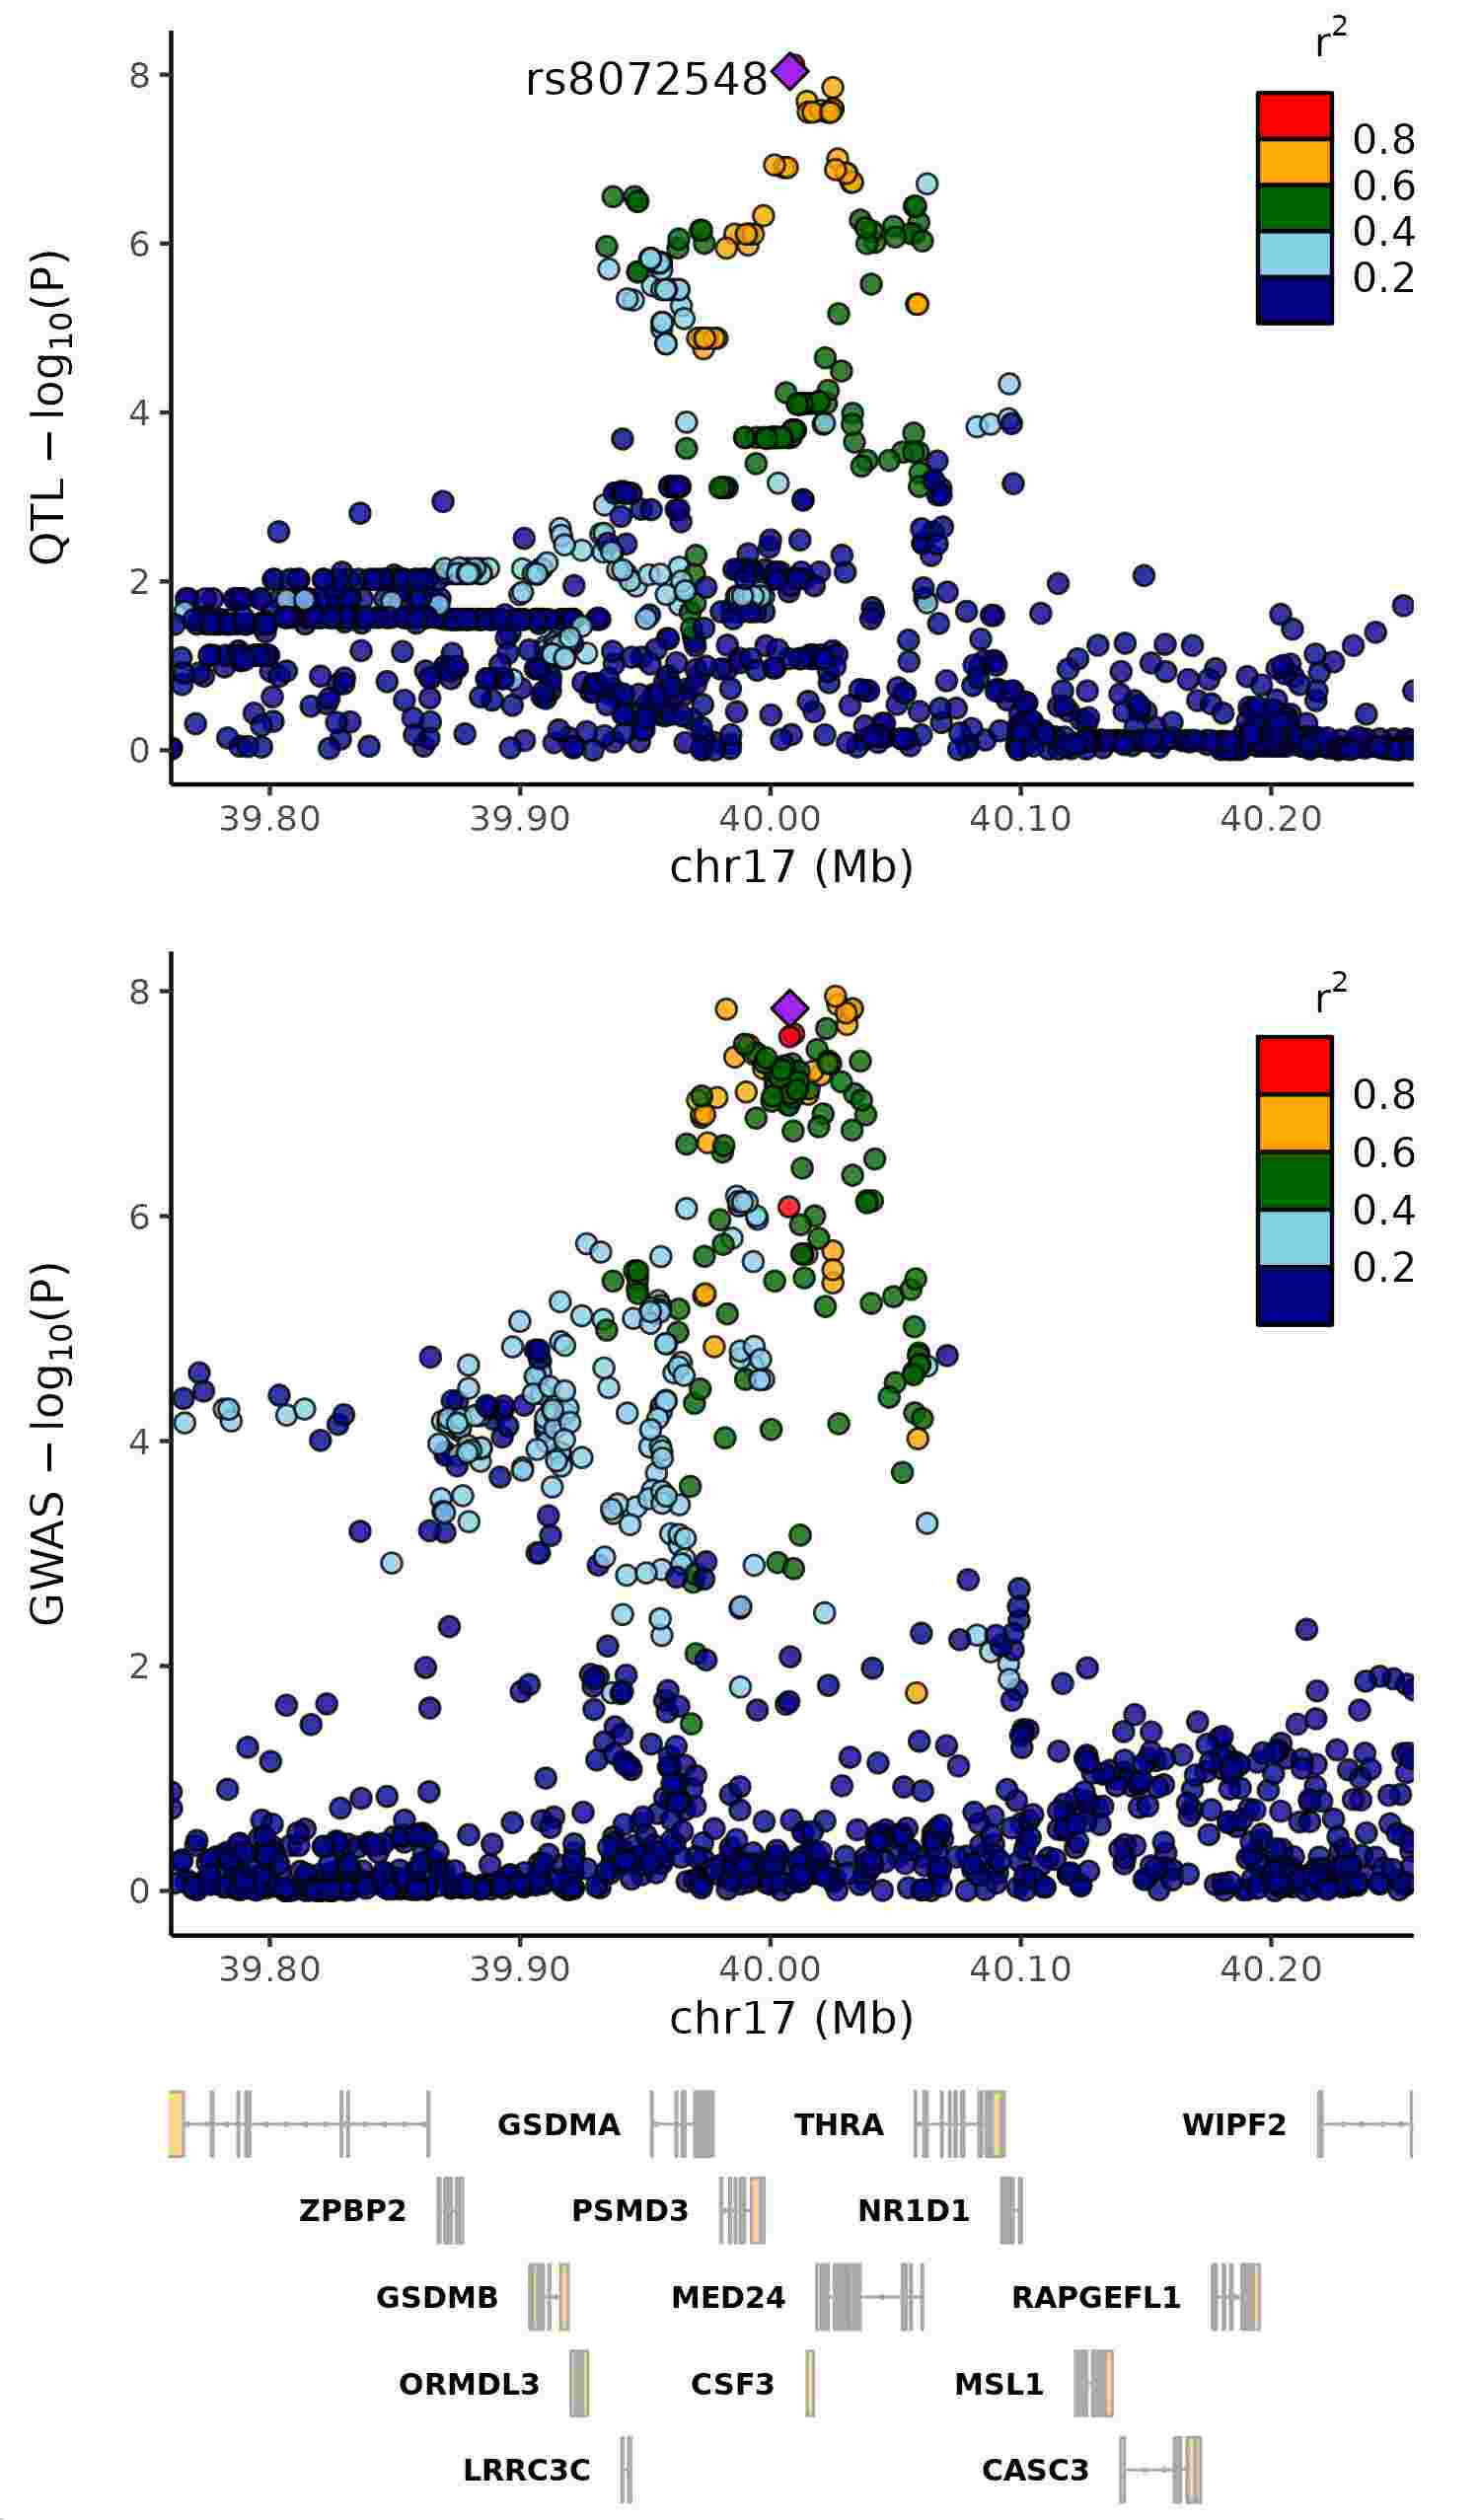 r2
8
rs8072548
0.8
0.6
6
0.4
0.2
QTL − log10(P)
4
2
0
39.80 39.90 40.00 40.10 40.20
chr17 (Mb)
r2
8
0.8
0.6
6
0.4
0.2
GWAS − log10(P)
4
2
0
39.80 39.90 40.00 40.10 40.20
chr17 (Mb)
GSDMA THRA WIPF2
ZPBP2 PSMD3 NR1D1
GSDMB MED24 RAPGEFL1
ORMDL3 CSF3 MSL1
LRRC3C CASC3